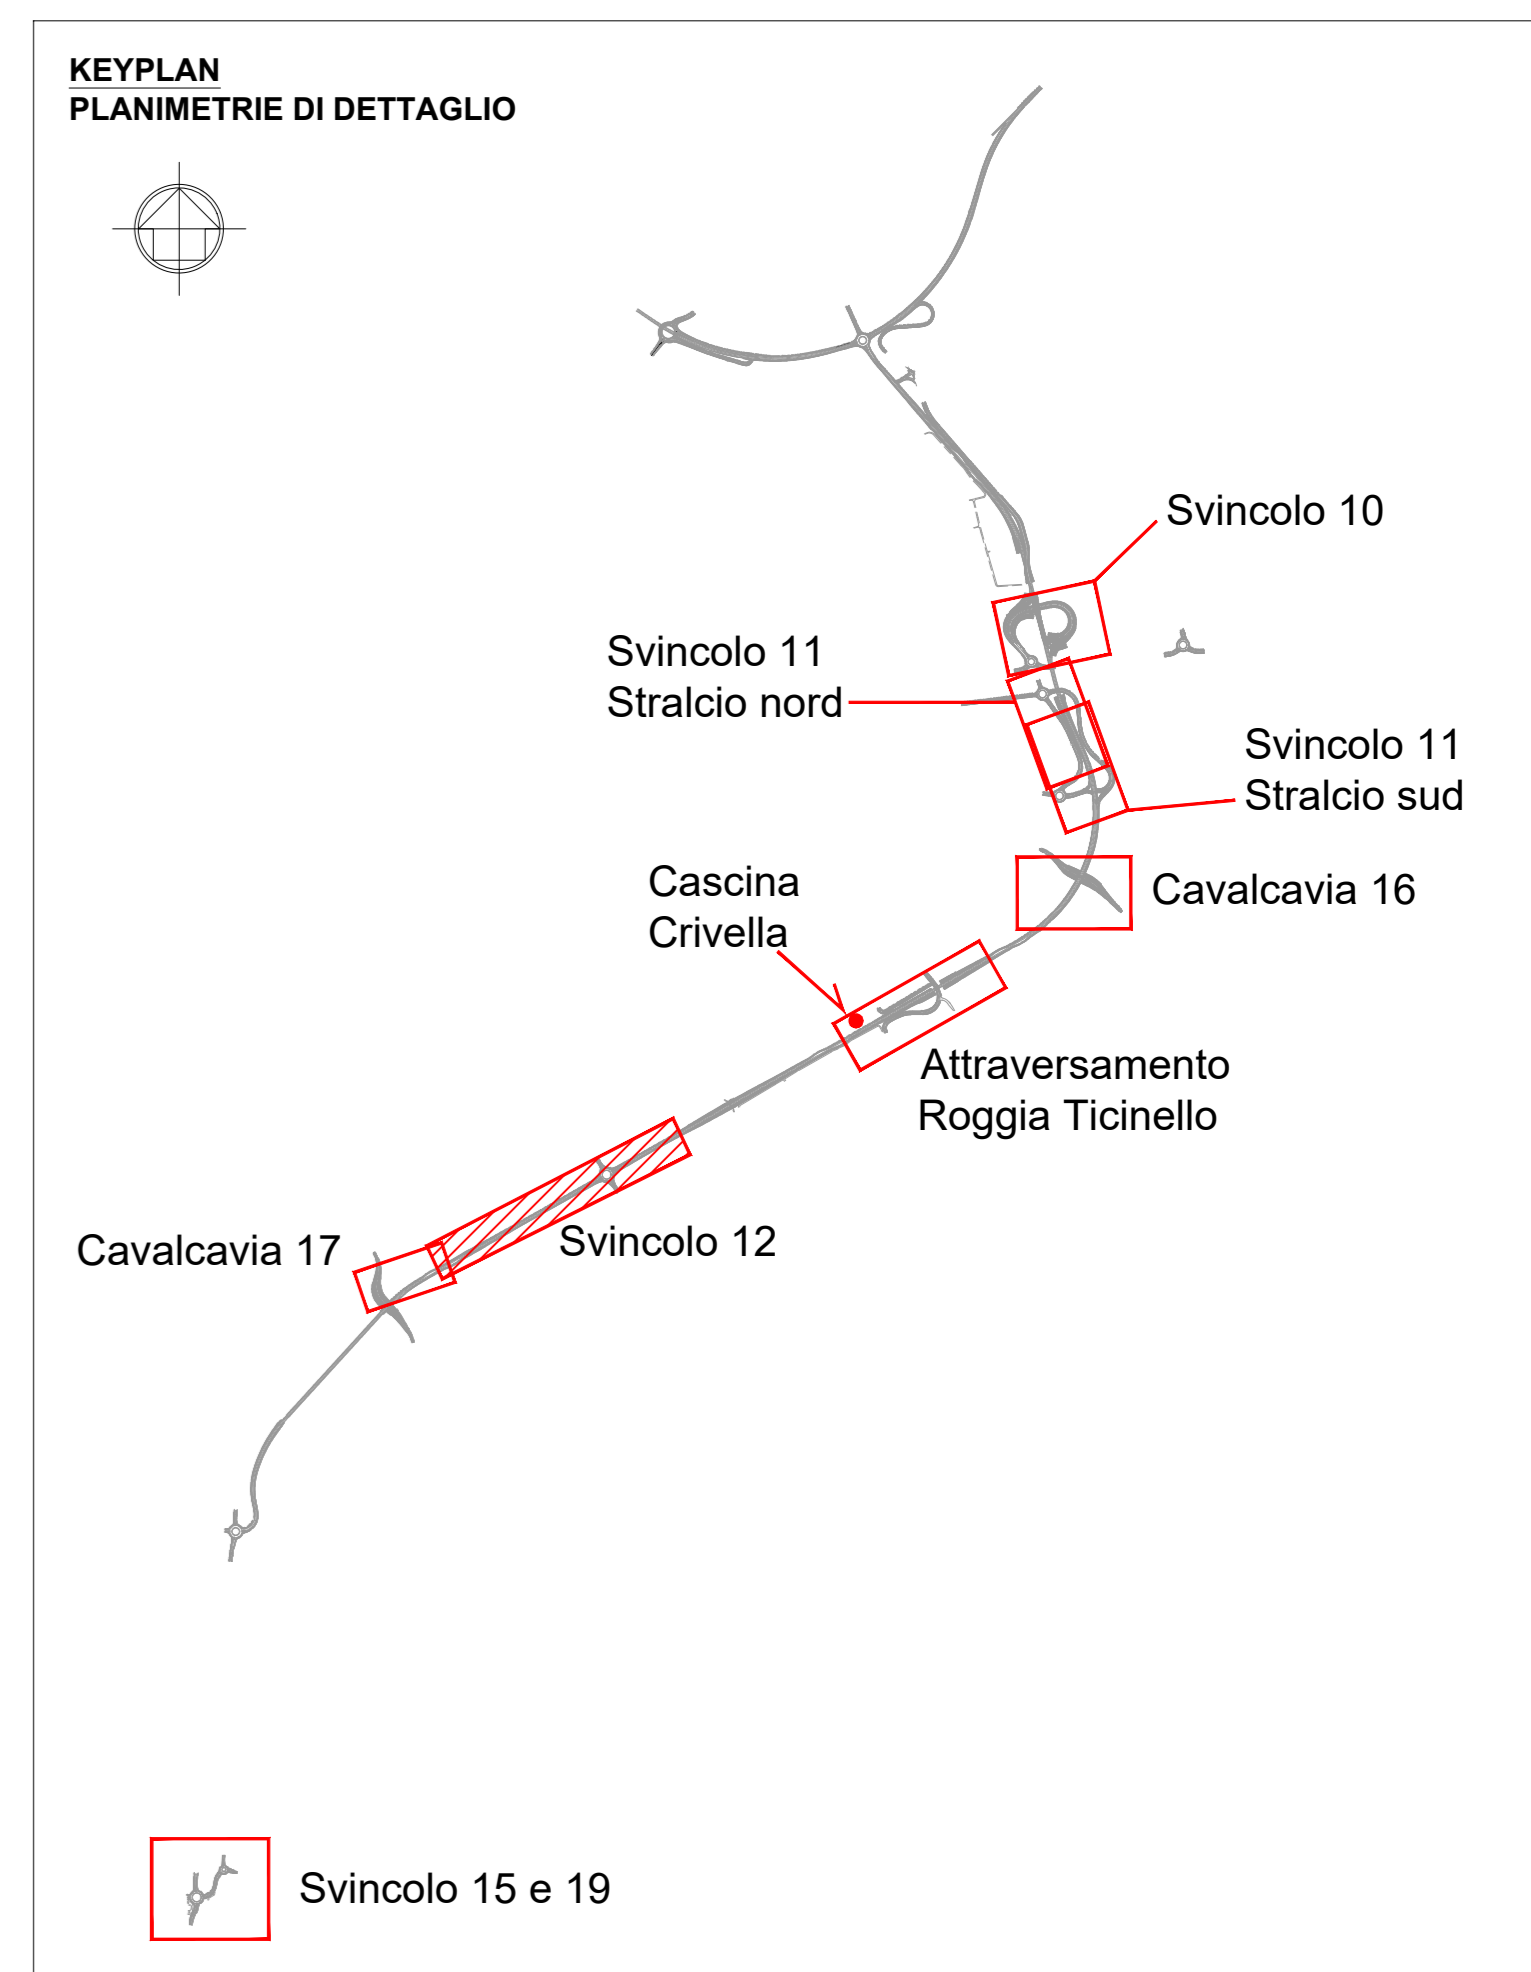 KEYPLAN
PLANIMETRIE DI DETTAGLIO
Svincolo 10
Svincolo 11
Stralcio nord
Svincolo 11
Stralcio sud
Cascina
Crivella
Cavalcavia 16
Attraversamento
Roggia Ticinello
Cavalcavia 17
Svincolo 12
Svincolo 15 e 19